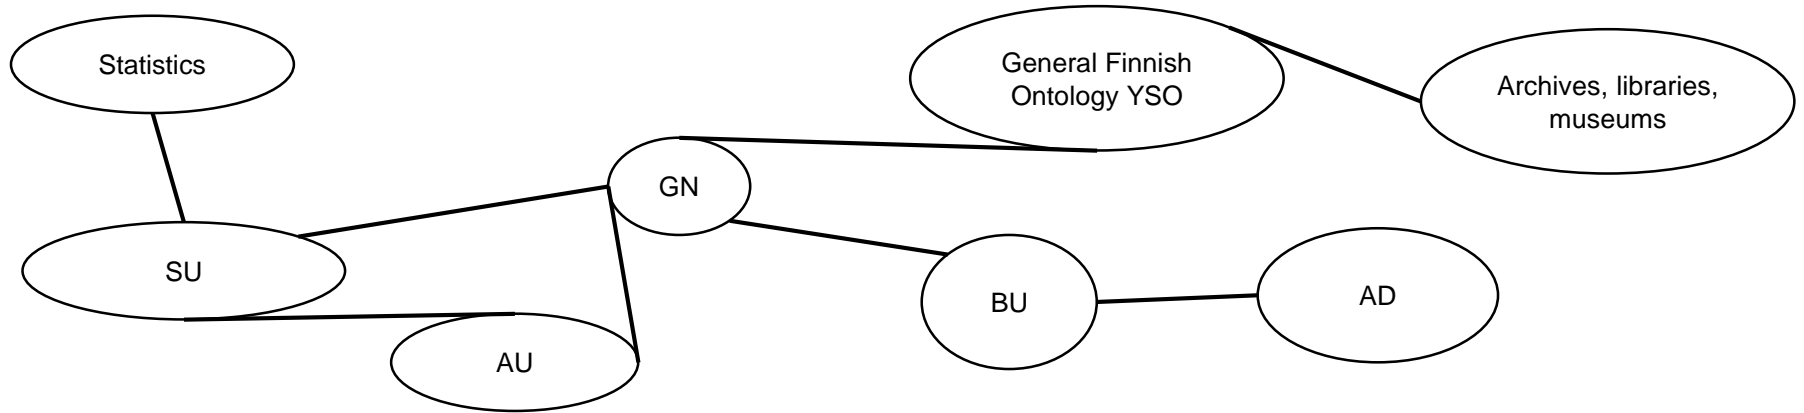 Statistics
General Finnish
Ontology YSO
Archives, libraries,
museums
GN
SU
BU
AD
AU